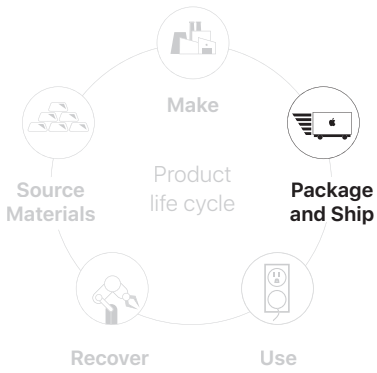 Make
Product
life cycle
Source
Materials
Package
and Ship
Recover
Use